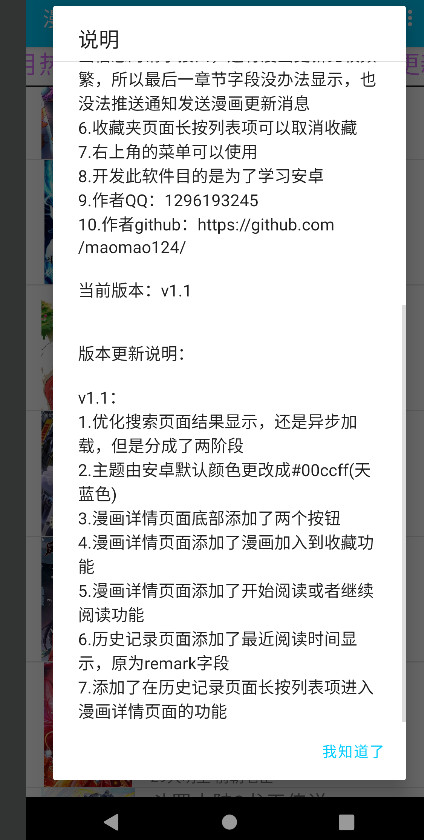 说明
繁，所以最后一章节字段没办法显示，也
没法推送通知发送漫画更新消息
6.收藏夹页面长按列表项可以取消收藏
7.右上角的菜单可以使用
8.开发此软件目的是为了学习安卓
9.作者QQ：1296193245
10.作者github：https://github.com
/maomao124/
当前版本：v1.1
版本更新说明：
v1.1：
1.优化搜索页面结果显示，还是异步加
载，但是分成了两阶段
2.主题由安卓默认颜色更改成#00ccff(天
蓝色)
3.漫画详情页面底部添加了两个按钮
4.漫画详情页面添加了漫画加入到收藏功
能
5.漫画详情页面添加了开始阅读或者继续
阅读功能
6.历史记录页面添加了最近阅读时间显
示，原为remark字段
7.添加了在历史记录页面长按列表项进入
漫画详情页面的功能
我知道了